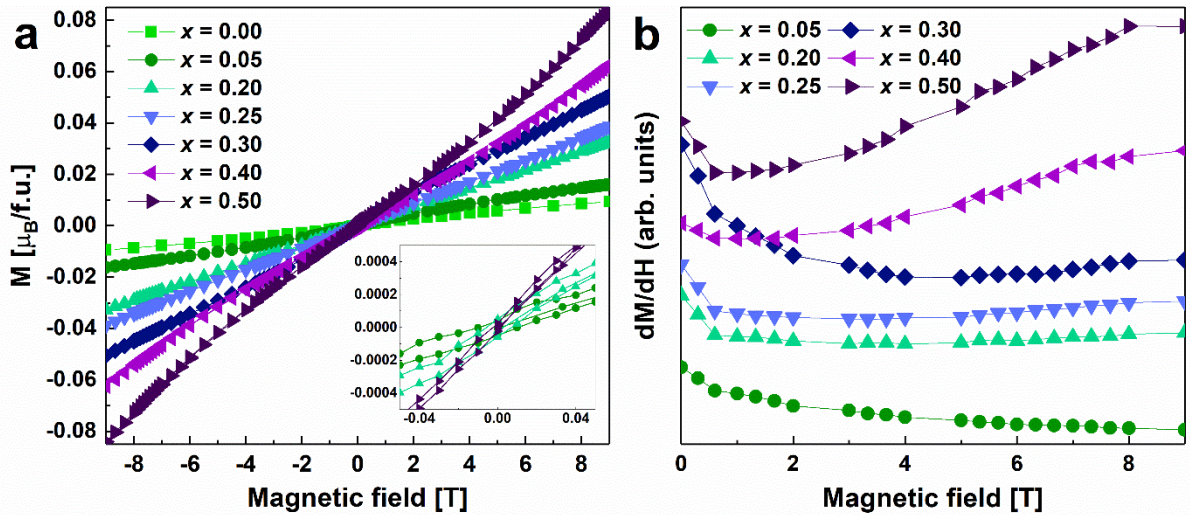 a
x = 0.00
x = 0.05
x = 0.20
x = 0.25
x = 0.30
x = 0.40
x = 0.50
M [μB/f.u.]
0.08
0.06
0.04
0.02
0.00
-0.02
-0.04
-0.06
-0.08
0.0004
0.0002
0.0000
-0.0002
-0.0004
-0.04 0.00 0.04
-8 -6 -4 -2 0 2 4 6 8
Magnetic field [T]
b
x = 0.05 x = 0.30
x = 0.20 x = 0.40
x = 0.25 x = 0.50
dM/dH (arb. units)
0 2 4 6 8
Magnetic field [T]